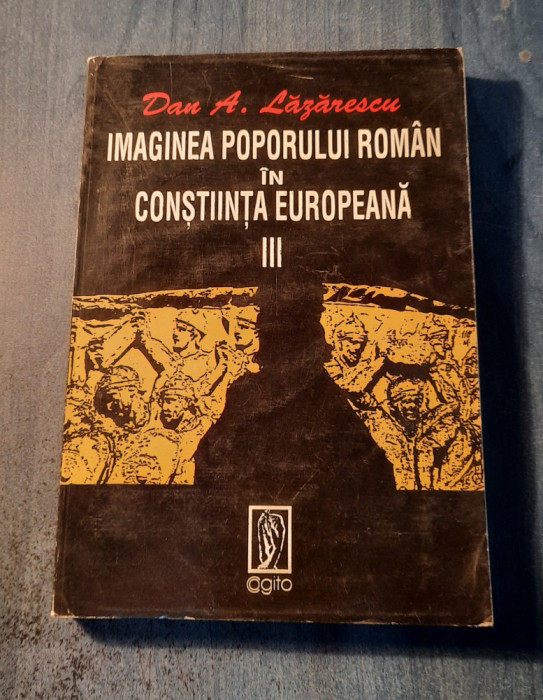 Dan A. Lăzărescu
IMAGINEA POPORULUI ROMÂN
ÎN
CONȘTIINȚA EUROPEANĂ
III
Cogito